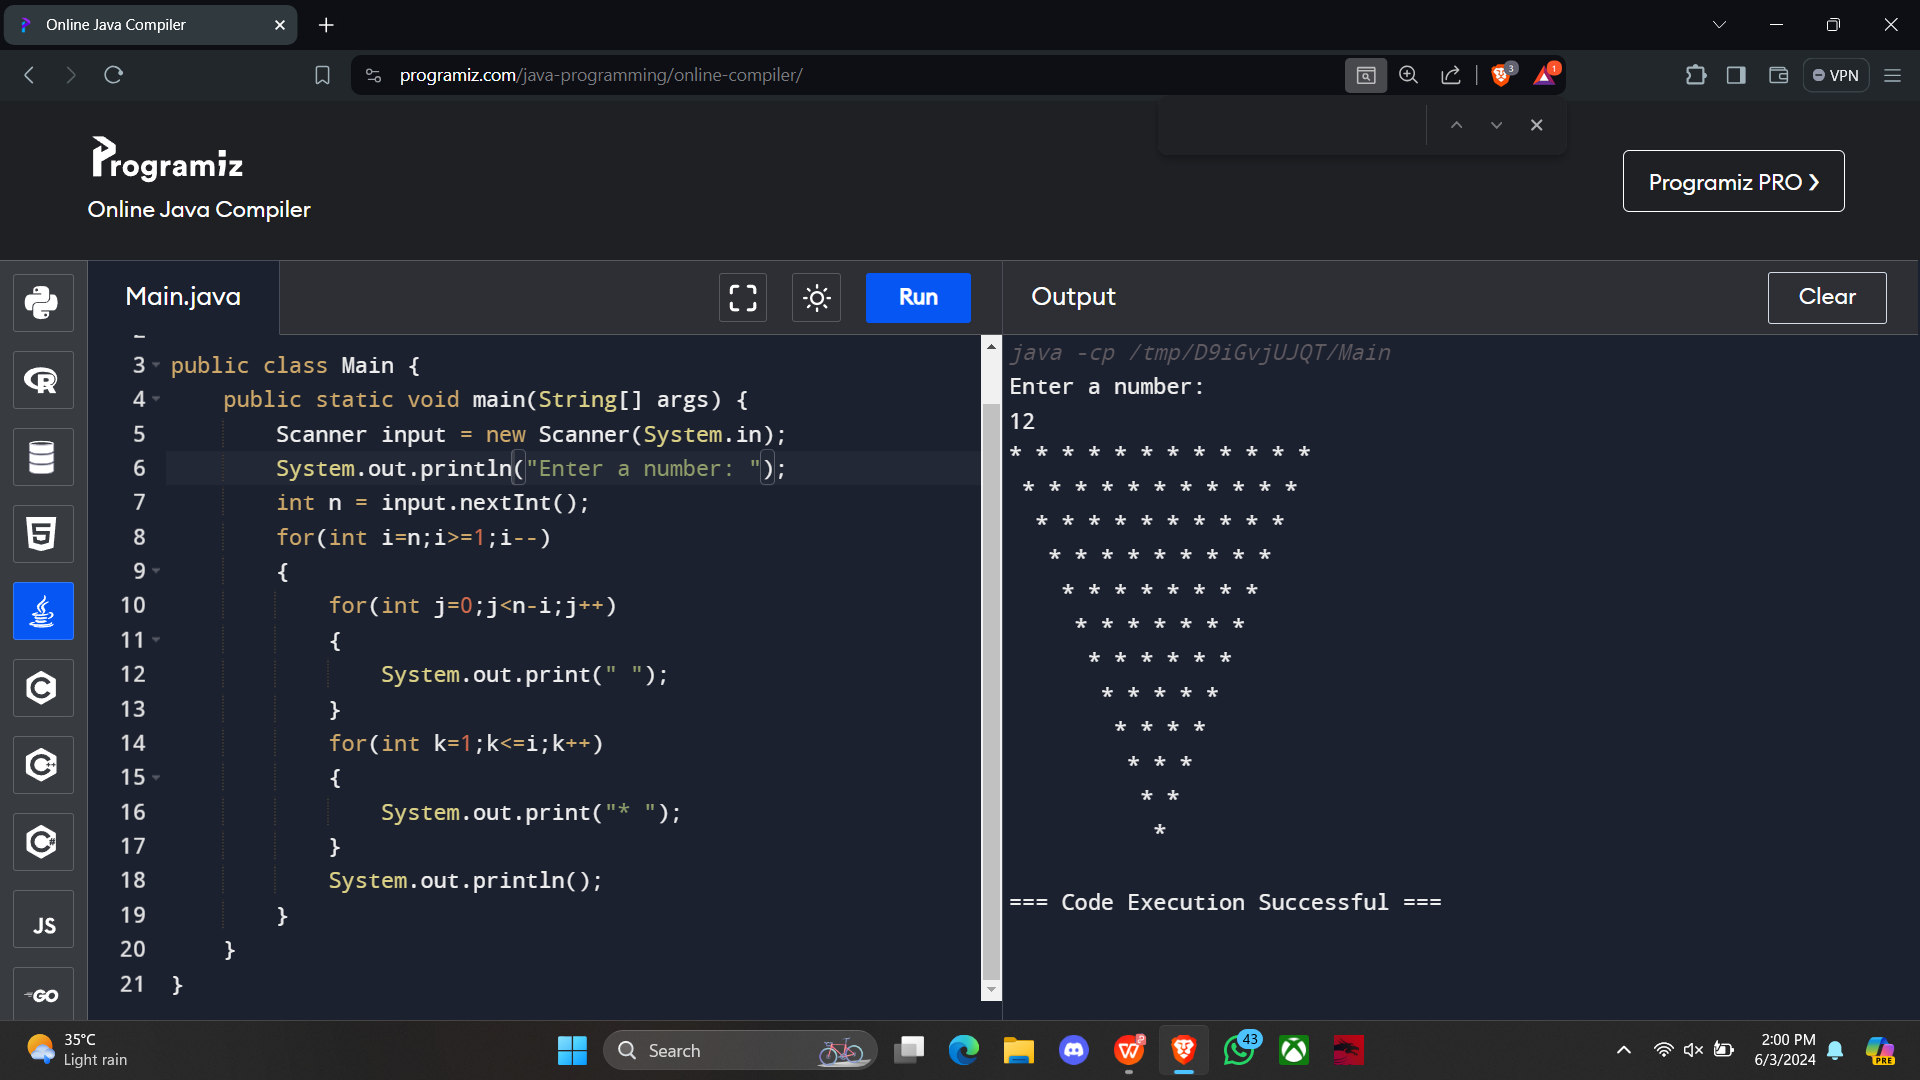 Online Java Compiler
programiz.com/java-programming/online-compiler/
3
1
VPN
Programiz
Online Java Compiler
Programiz PRO ❯
Main.java
Run
Output
Clear
3 public class Main {
4     public static void main(String[] args) {
5         Scanner input = new Scanner(System.in);
6         System.out.println("Enter a number: ");
7         int n = input.nextInt();
8         for(int i=n;i>=1;i--)
9         {
10             for(int j=0;j<n-i;j++)
11             {
12                 System.out.print(" ");
13             }
14             for(int k=1;k<=i;k++)
15             {
16                 System.out.print("* ");
17             }
18             System.out.println();
19         }
20     }
21 }
java -cp /tmp/D9iGvjUJQT/Main
Enter a number:
12
* * * * * * * * * * * *
 * * * * * * * * * * *
  * * * * * * * * * *
   * * * * * * * * *
    * * * * * * * *
     * * * * * * *
      * * * * * *
       * * * * *
        * * * *
         * * *
          * *
           *
=== Code Execution Successful ===
R
5
C
C++
C#
JS
GO
35°C
Light rain
Search
W
43
2:00 PM
6/3/2024
PRE